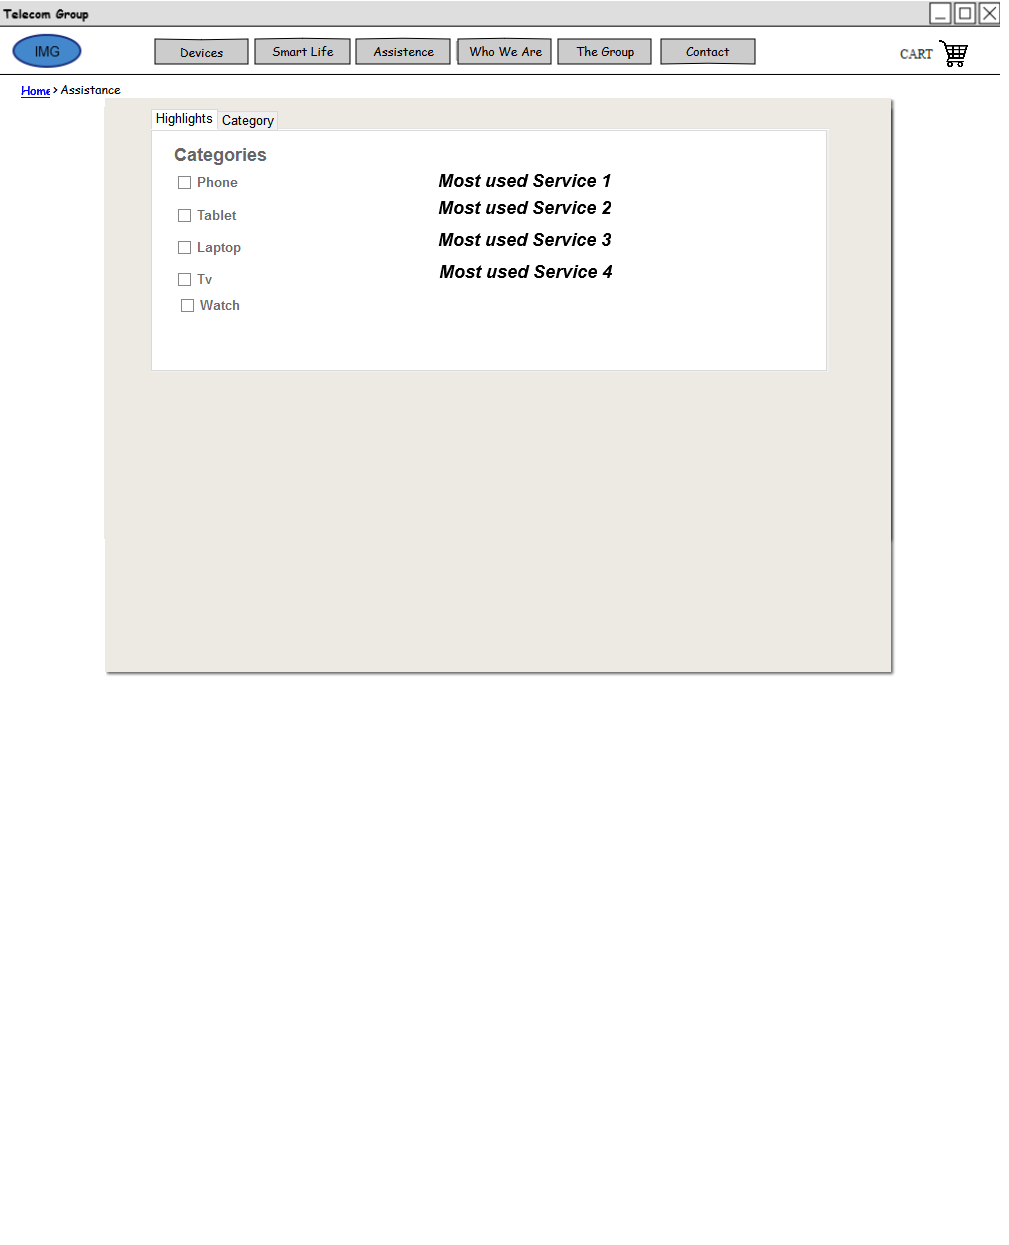 Telecom Group
IMG
Devices
Smart Life
Assistence
Who We Are
The Group
Contact
CART
Home > Assistance
Highlights
Category
Categories
Phone
Most used Service 1
Tablet
Most used Service 2
Laptop
Most used Service 3
Tv
Most used Service 4
Watch